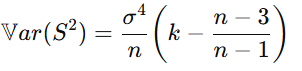 𝕍ar(S²) = σ⁴/n (k − (n − 3)/(n − 1))